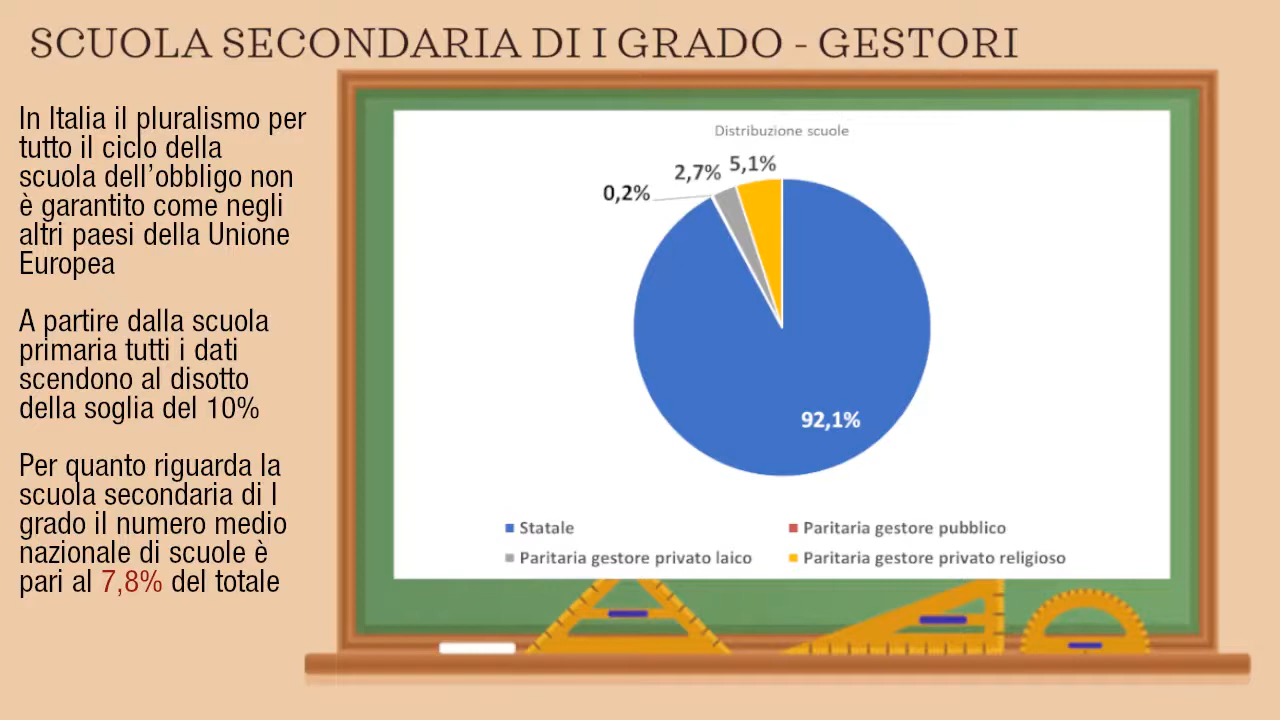 SCUOLA SECONDARIA DI I GRADO - GESTORI
In Italia il pluralismo per
tutto il ciclo della
scuola dell’obbligo non
è garantito come negli
altri paesi della Unione
Europea
A partire dalla scuola
primaria tutti i dati
scendono al disotto
della soglia del 10%
Per quanto riguarda la
scuola secondaria di I
grado il numero medio
nazionale di scuole è
pari al 7,8% del totale
Distribuzione scuole
0,2%
2,7%
5,1%
92,1%
Statale
Paritaria gestore pubblico
Paritaria gestore privato laico
Paritaria gestore privato religioso